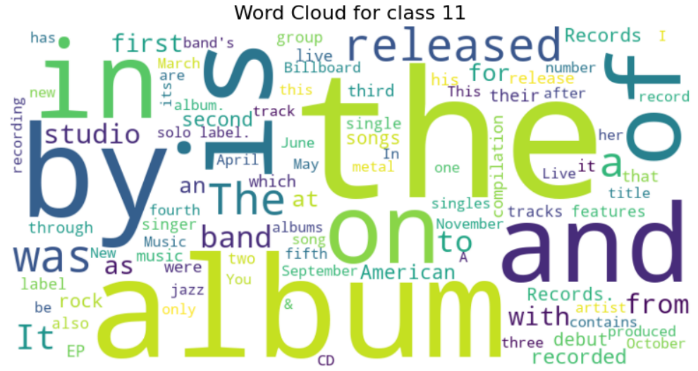 Word Cloud for class 11
has
first
band's
group
live
released
Records
I
March
its
are
Billboard
this
his
for
release
number
of
new
in
is
the
This
their
after
record
recording
album.
second
track
third
studio
solo
label.
single
songs
by
April
June
May
In
metal
compilation
her
Live
it
a
that
an
which
one
title
The
at
on
singles
tracks
features
through
fourth
singer
band
albums
November
to
and
was
Music
New
music
song
fifth
as
were
two
September
American
A
label
rock
jazz
You
album
Records.
artist
from
be
also
only
&
with
contains
It
EP
three
debut
produced
October
CD
recorded